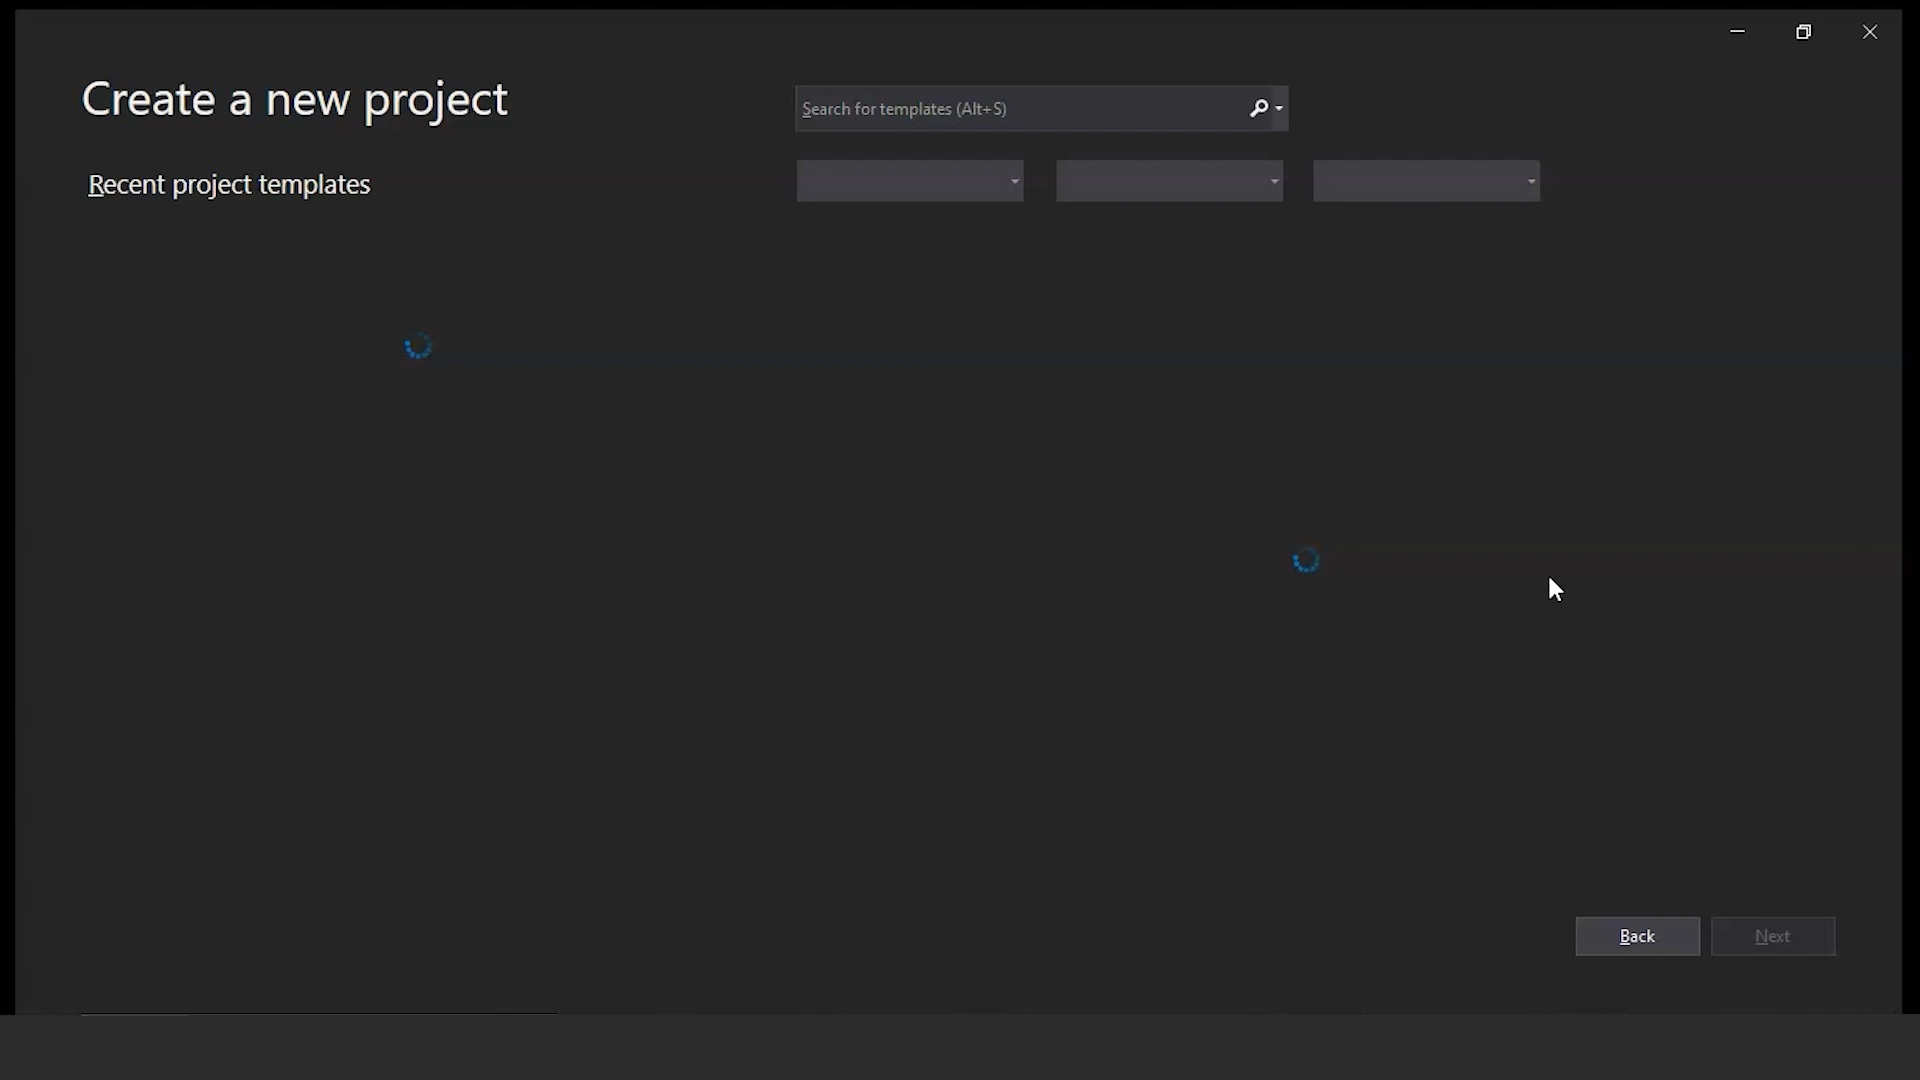 Create a new project
Search for templates (Alt+S)
Recent project templates
Back
Next